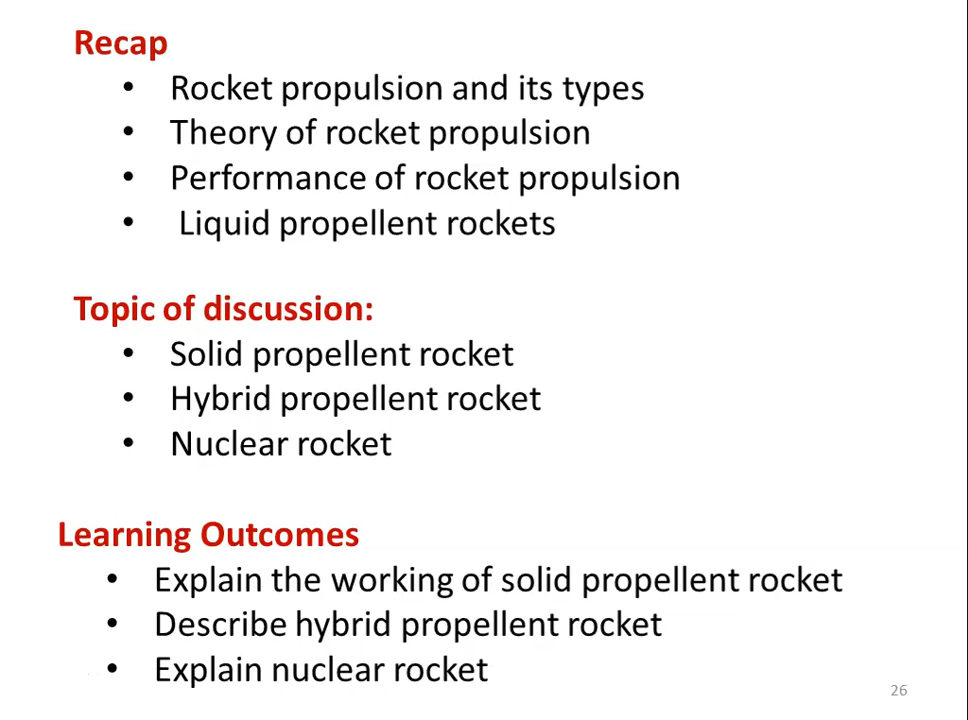 Recap
• Rocket propulsion and its types
• Theory of rocket propulsion
• Performance of rocket propulsion
• Liquid propellent rockets
Topic of discussion:
• Solid propellent rocket
• Hybrid propellent rocket
• Nuclear rocket
Learning Outcomes
• Explain the working of solid propellent rocket
• Describe hybrid propellent rocket
• Explain nuclear rocket
26